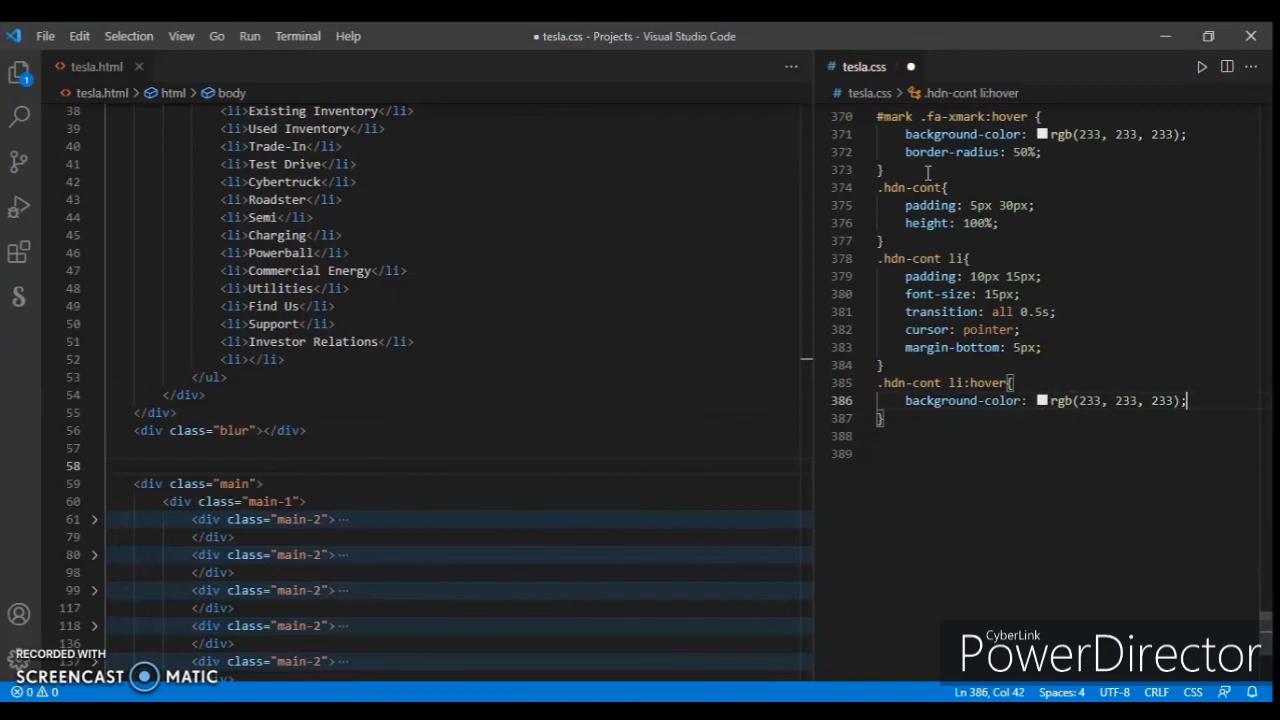 File Edit Selection View Go Run Terminal Help
● tesla.css - Projects - Visual Studio Code
1
tesla.html
tesla.html > html > body
38 <li>Existing Inventory</li>
39 <li>Used Inventory</li>
40 <li>Trade-In</li>
41 <li>Test Drive</li>
42 <li>Cybertruck</li>
43 <li>Roadster</li>
44 <li>Semi</li>
45 <li>Charging</li>
46 <li>Powerball</li>
47 <li>Commercial Energy</li>
48 <li>Utilities</li>
49 <li>Find Us</li>
50 <li>Support</li>
51 <li>Investor Relations</li>
52 <li></li>
53 </ul>
54 </div>
55 </div>
56 <div class="blur"></div>
57
58
59 <div class="main">
60 <div class="main-1">
61 <div class="main-2"> ···
79 </div>
80 <div class="main-2"> ···
98 </div>
99 <div class="main-2"> ···
117 </div>
118 <div class="main-2"> ···
136 </div>
137 <div class="main-2"> ···
# tesla.css
# tesla.css > .hdn-cont li:hover
370 #mark .fa-xmark:hover {
371 background-color: rgb(233, 233, 233);
372 border-radius: 50%;
373 }
374 .hdn-cont{
375 padding: 5px 30px;
376 height: 100%;
377 }
378 .hdn-cont li{
379 padding: 10px 15px;
380 font-size: 15px;
381 transition: all 0.5s;
382 cursor: pointer;
383 margin-bottom: 5px;
384 }
385 .hdn-cont li:hover{
386 background-color: rgb(233, 233, 233);
387 }
388
389
RECORDED WITH
SCREENCAST MATIC
CyberLink
PowerDirector
0 0
Ln 386, Col 42 Spaces: 4 UTF-8 CRLF CSS